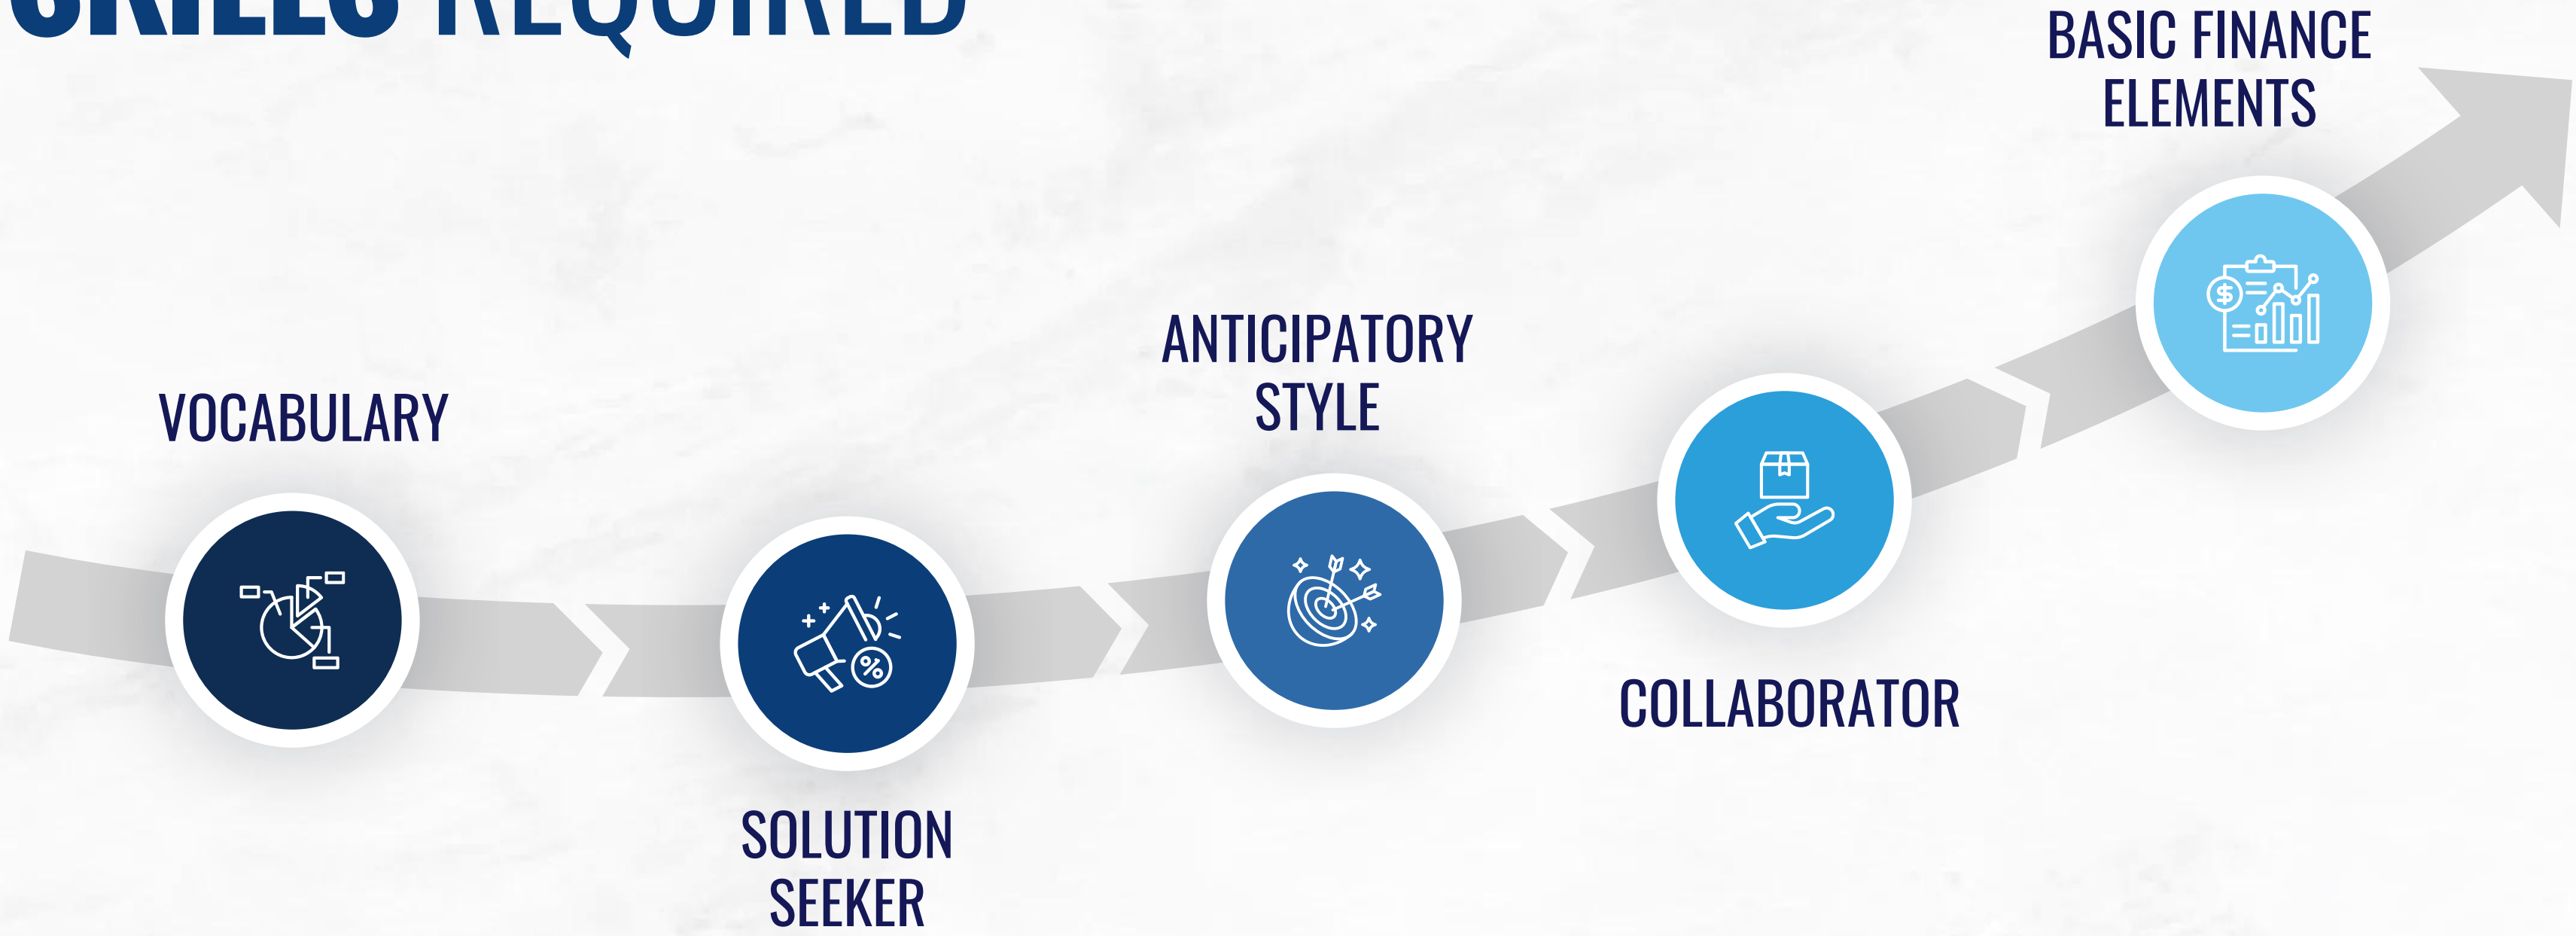 SKILLS REQUIRED
VOCABULARY
SOLUTION
SEEKER
ANTICIPATORY
STYLE
COLLABORATOR
BASIC FINANCE
ELEMENTS
$
%